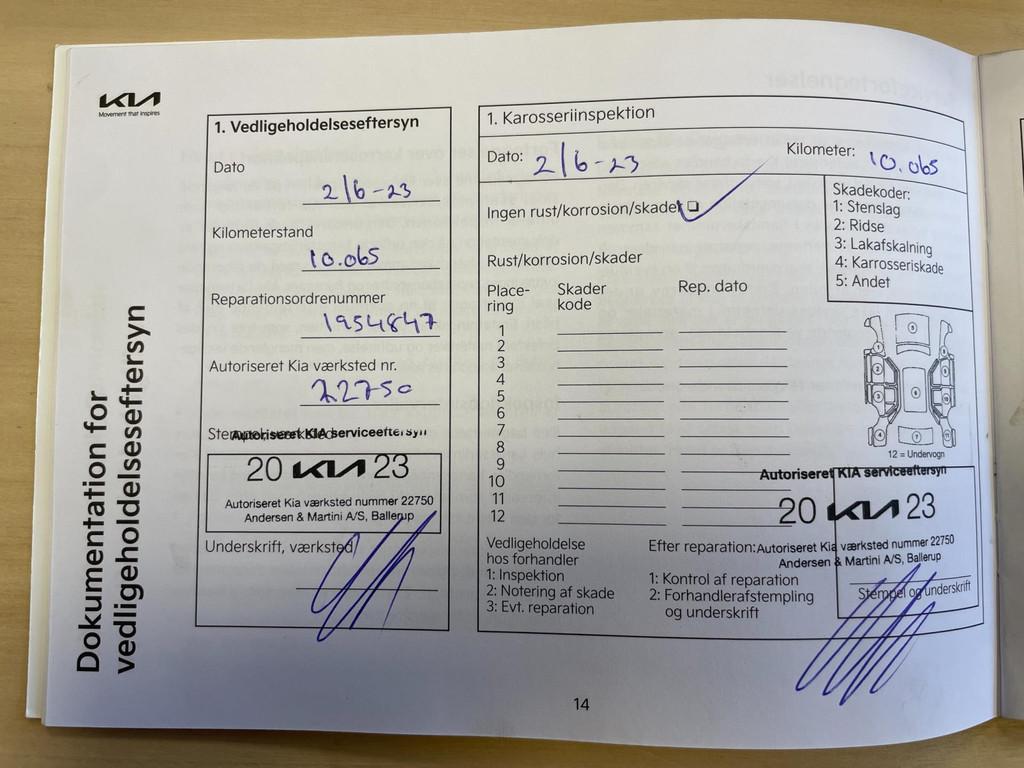 KIA
Movement that inspires
Dokumentation for
vedligeholdelseseftersyn
1. Vedligeholdelseseftersyn
Dato
2/6-23
Kilometerstand
10.065
Reparationsordrenummer
1954847
Autoriseret Kia værksted nr.
22750
Autoriseret KIA serviceeftersyn
20 KIA 23
Autoriseret Kia værksted nummer 22750
Andersen & Martini A/S, Ballerup
Underskrift, værksted
1. Karosseriinspektion
Dato: 2/6-23 Kilometer: 10.065
Ingen rust/korrosion/skader
Rust/korrosion/skader
Skadekoder:
1: Stenslag
2: Ridse
3: Lakafskalning
4: Karrosseriskade
5: Andet
Place-
ring
Skader
kode
Rep. dato
1
2
3
4
5
6
7
8
9
10
11
12
12 = Undervogn
Autoriseret KIA serviceeftersyn
20 KIA 23
Autoriseret Kia værksted nummer 22750
Andersen & Martini A/S, Ballerup
Vedligeholdelse
hos forhandler
1: Inspektion
2: Notering af skade
3: Evt. reparation
Efter reparation:
1: Kontrol af reparation
2: Forhandlerafstempling
og underskrift
Stempel og underskrift
14